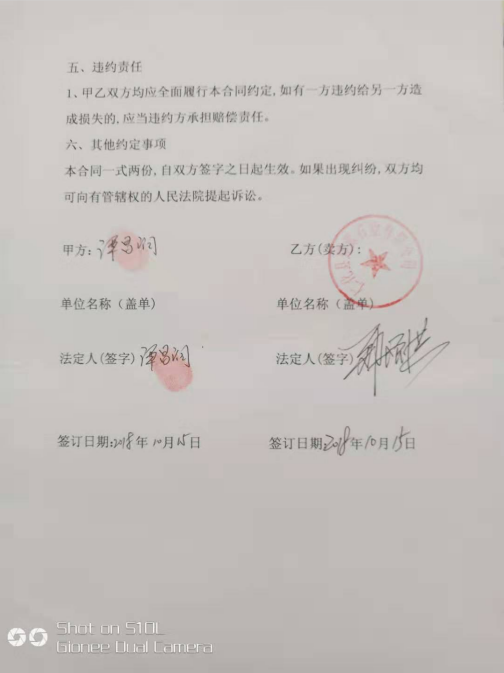 五、违约责任
1、甲乙双方均应全面履行本合同约定,如有一方违约给另一方造
成损失的,应当违约方承担赔偿责任。
六、其他约定事项
本合同一式两份,自双方签字之日起生效。如果出现纠纷,双方均
可向有管辖权的人民法院提起诉讼。
甲方:谭昌润 乙方(卖方):
单位名称(盖单) 单位名称(盖单)
法定人(签字)谭昌润 法定人(签字)
签订日期:2018年10月15日 签订日期:2018年10月15日
Shot on S10L
Gionee Dual Camera